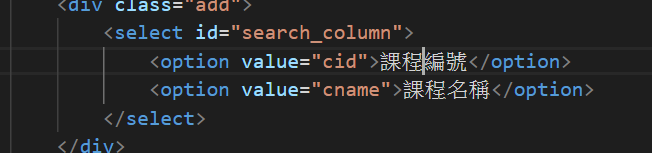 <div class="add">
<select id="search_column">
<option value="cid">課程編號</option>
<option value="cname">課程名稱</option>
</select>
</div>